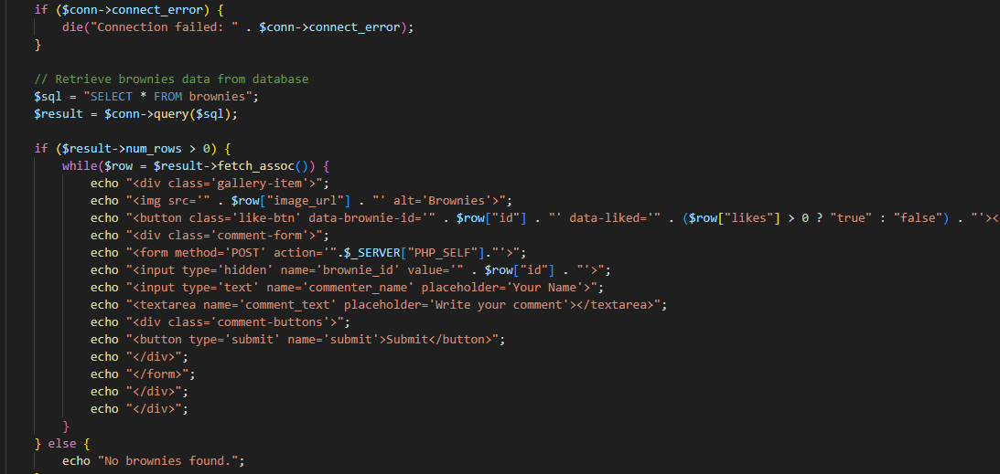 if ($conn->connect_error) {
die("Connection failed: " . $conn->connect_error);
}
// Retrieve brownies data from database
$sql = "SELECT * FROM brownies";
$result = $conn->query($sql);
if ($result->num_rows > 0) {
while($row = $result->fetch_assoc()) {
echo "<div class='gallery-item'>";
echo "<img src='" . $row["image_url"] . "' alt='Brownies'>";
echo "<button class='like-btn' data-brownie-id='" . $row["id"] . "' data-liked='" . ($row["likes"] > 0 ? "true" : "false") . "'><
echo "<div class='comment-form'>";
echo "<form method='POST' action='".$_SERVER["PHP_SELF"]."'>";
echo "<input type='hidden' name='brownie_id' value='" . $row["id"] . "'>";
echo "<input type='text' name='commenter_name' placeholder='Your Name'>";
echo "<textarea name='comment_text' placeholder='Write your comment'></textarea>";
echo "<div class='comment-buttons'>";
echo "<button type='submit' name='submit'>Submit</button>";
echo "</div>";
echo "</form>";
echo "</div>";
echo "</div>";
}
} else {
echo "No brownies found.";